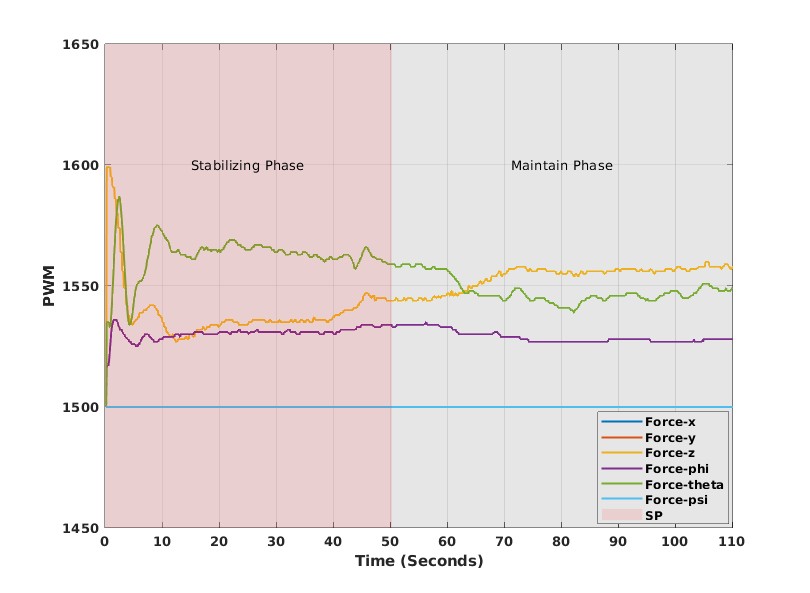 1650
1600
1550
1500
1450
PWM
Stabilizing Phase
Maintain Phase
Force-x
Force-y
Force-z
Force-phi
Force-theta
Force-psi
SP
0 10 20 30 40 50 60 70 80 90 100 110
Time (Seconds)